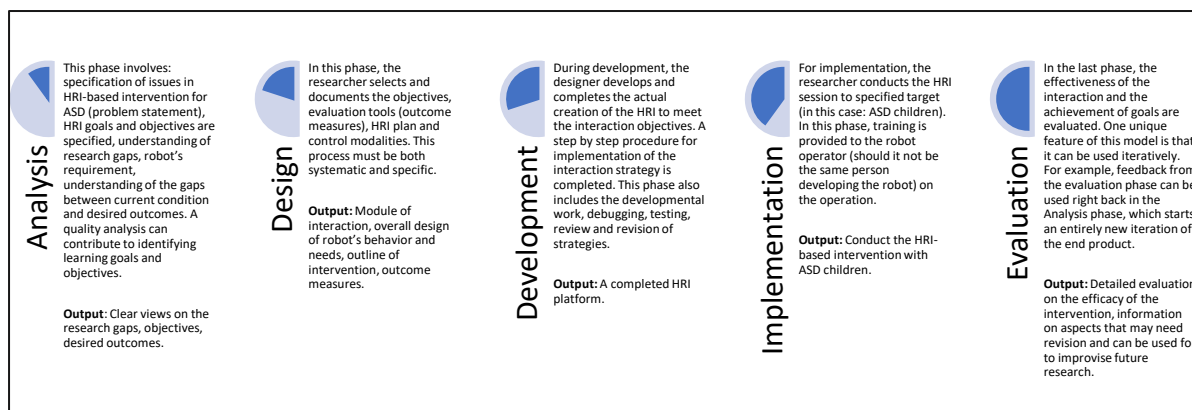 Analysis
This phase involves:
specification of issues in
HRI-based intervention for
ASD (problem statement),
HRI goals and objectives are
specified, understanding of
research gaps, robot's
requirement,
understanding of the gaps
between current condition
and desired outcomes. A
quality analysis can
contribute to identifying
learning goals and
objectives.
Output: Clear views on the
research gaps, objectives,
desired outcomes.
Design
In this phase, the
researcher selects and
documents the objectives,
evaluation tools (outcome
measures), HRI plan and
control modalities. This
process must be both
systematic and specific.
Output: Module of
interaction, overall design
of robot's behavior and
needs, outline of
intervention, outcome
measures.
Development
During development, the
designer develops and
completes the actual
creation of the HRI to meet
the interaction objectives. A
step by step procedure for
implementation of the
interaction strategy is
completed. This phase also
includes the developmental
work, debugging, testing,
review and revision of
strategies.
Output: A completed HRI
platform.
Implementation
For implementation, the
researcher conducts the HRI
session to specified target
(in this case: ASD children).
In this phase, training is
provided to the robot
operator (should it not be
the same person
developing the robot) on
the operation.
Output: Conduct the HRI-
based intervention with
ASD children.
Evaluation
In the last phase, the
effectiveness of the
interaction and the
achievement of goals are
evaluated. One unique
feature of this model is that
it can be used iteratively.
For example, feedback from
the evaluation phase can be
used right back in the
Analysis phase, which starts
an entirely new iteration of
the end product.
Output: Detailed evaluation
on the efficacy of the
intervention, information
on aspects that may need
revision and can be used fo
to improvise future
research.